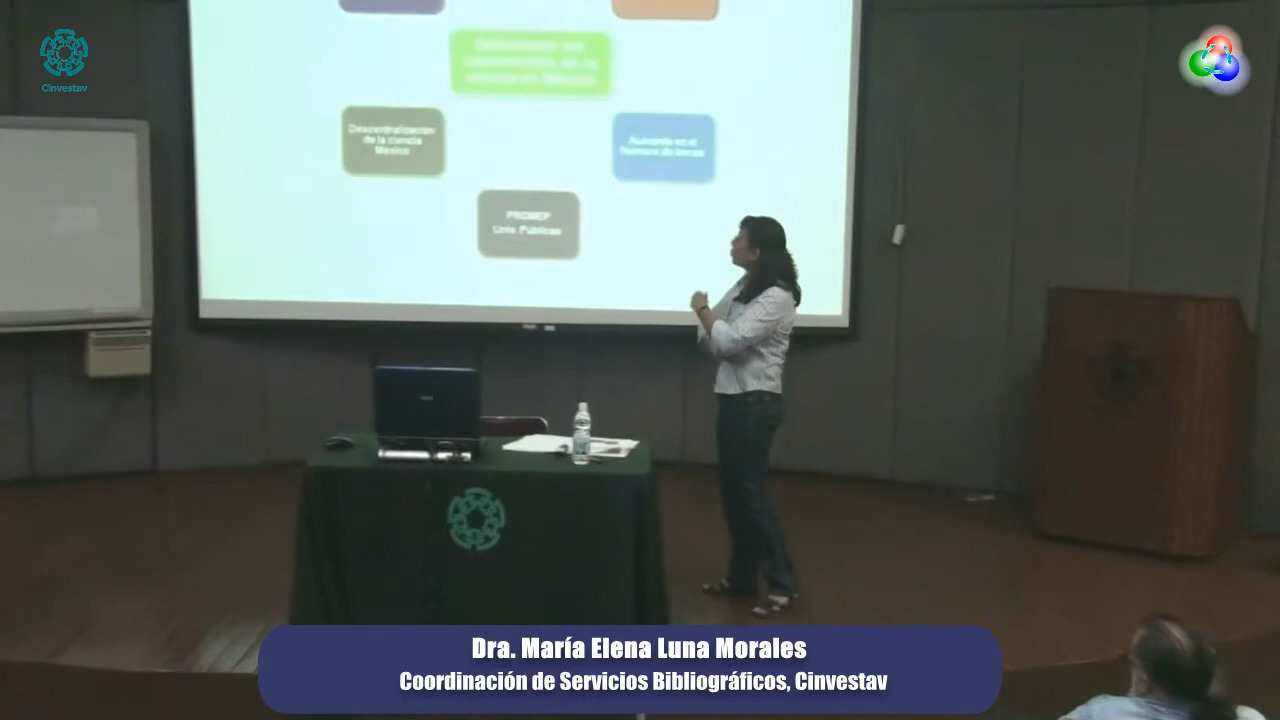 Cinvestav
Descentralización
de la ciencia
México
Aumento en el
Número de becas
PROMEP
Univ. Públicas
Dra. María Elena Luna Morales
Coordinación de Servicios Bibliográficos, Cinvestav